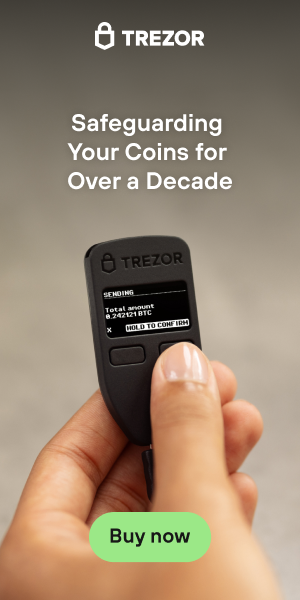 TREZOR
Safeguarding
Your Coins for
Over a Decade
TREZOR
SENDING
Total amount
0.242121 BTC
X HOLD TO CONFIRM
Buy now